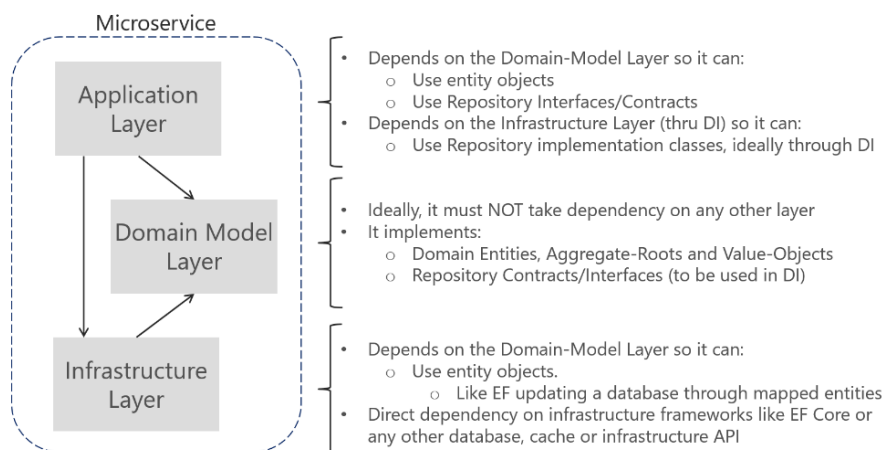 Microservice
Application
Layer
• Depends on the Domain-Model Layer so it can:
o Use entity objects
o Use Repository Interfaces/Contracts
• Depends on the Infrastructure Layer (thru DI) so it can:
o Use Repository implementation classes, ideally through DI
Domain Model
Layer
• Ideally, it must NOT take dependency on any other layer
• It implements:
o Domain Entities, Aggregate-Roots and Value-Objects
o Repository Contracts/Interfaces (to be used in DI)
Infrastructure
Layer
• Depends on the Domain-Model Layer so it can:
o Use entity objects.
o Like EF updating a database through mapped entities
• Direct dependency on infrastructure frameworks like EF Core or
any other database, cache or infrastructure API